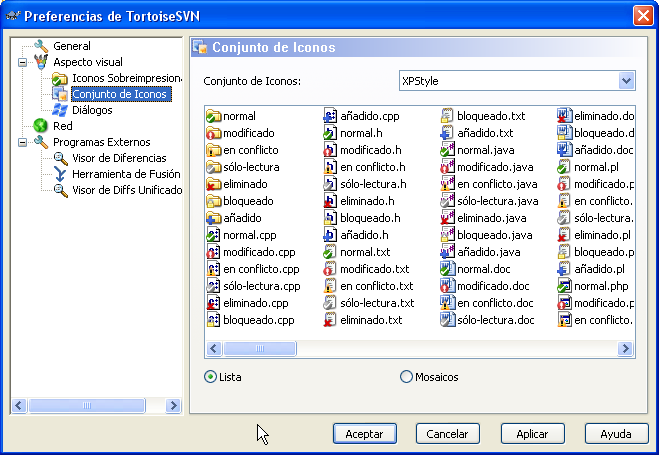 Preferencias de TortoiseSVN
General
Aspecto visual
Iconos Sobreimpresion
Conjunto de Iconos
Diálogos
Red
Programas Externos
Visor de Diferencias
Herramienta de Fusión
Visor de Diffs Unificado
Conjunto de Iconos
Conjunto de Iconos:
XPStyle
normal
modificado
en conflicto
sólo-lectura
eliminado
bloqueado
añadido
normal.cpp
modificado.cpp
en conflicto.cpp
sólo-lectura.cpp
eliminado.cpp
bloqueado.cpp
añadido.cpp
normal.h
modificado.h
en conflicto.h
sólo-lectura.h
eliminado.h
bloqueado.h
añadido.h
normal.txt
modificado.txt
en conflicto.txt
sólo-lectura.txt
eliminado.txt
bloqueado.txt
añadido.txt
normal.java
modificado.java
en conflicto.java
sólo-lectura.java
eliminado.java
bloqueado.java
añadido.java
normal.doc
modificado.doc
en conflicto.doc
sólo-lectura.doc
eliminado.do
bloqueado.d
añadido.doc
normal.pl
modificado.p
en conflicto.
sólo-lectura.
eliminado.pl
bloqueado.p
añadido.pl
normal.php
modificado.p
en conflicto.
Lista
Mosaicos
Aceptar
Cancelar
Aplicar
Ayuda